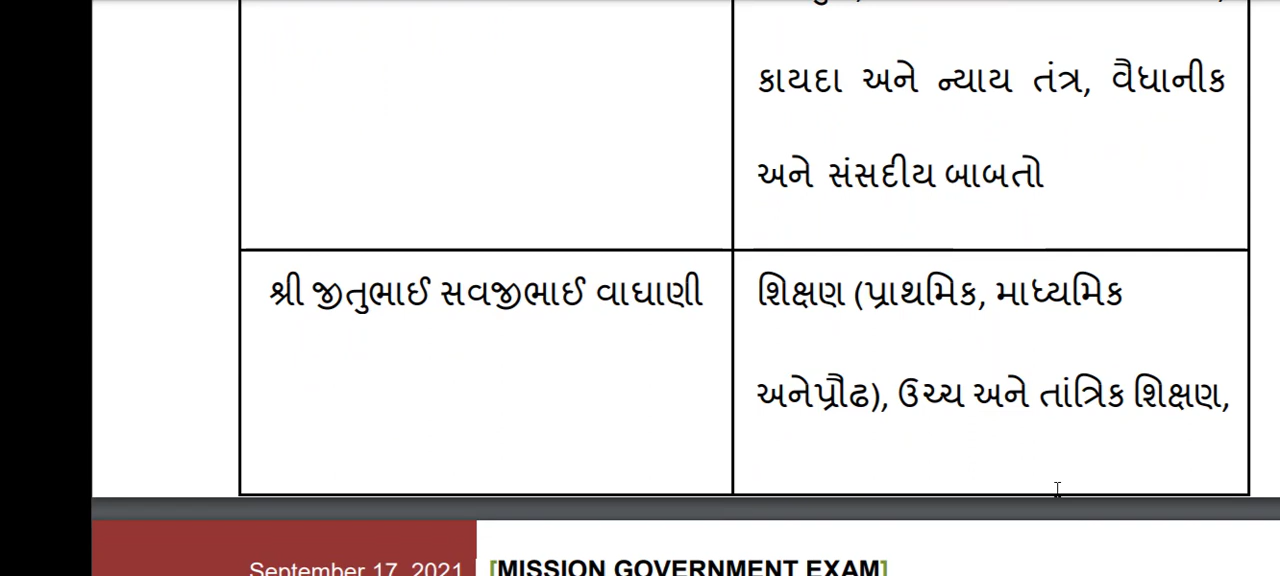 કાયદા અને ન્યાય તંત્ર, વૈધાનીક
અને સંસદીય બાબતો
શ્રી જીતુભાઈ સવજીભાઈ વાઘાણી
શિક્ષણ (પ્રાથમિક, માધ્યમિક
અનેપ્રૌઢ), ઉચ્ચ અને તાંત્રિક શિક્ષણ,
September 17, 2021 [MISSION GOVERNMENT EXAM]